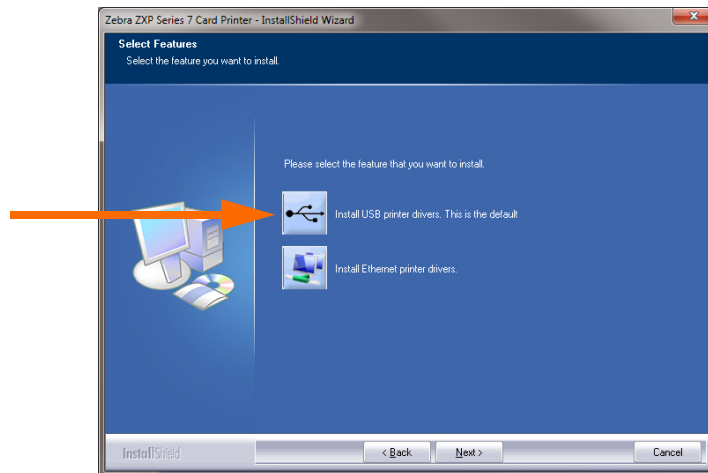 Zebra ZXP Series 7 Card Printer - InstallShield Wizard
Select Features
Select the feature you want to install.
Please select the feature that you want to install.
Install USB printer drivers. This is the default
Install Ethernet printer drivers.
InstallShield
< Back
Next >
Cancel